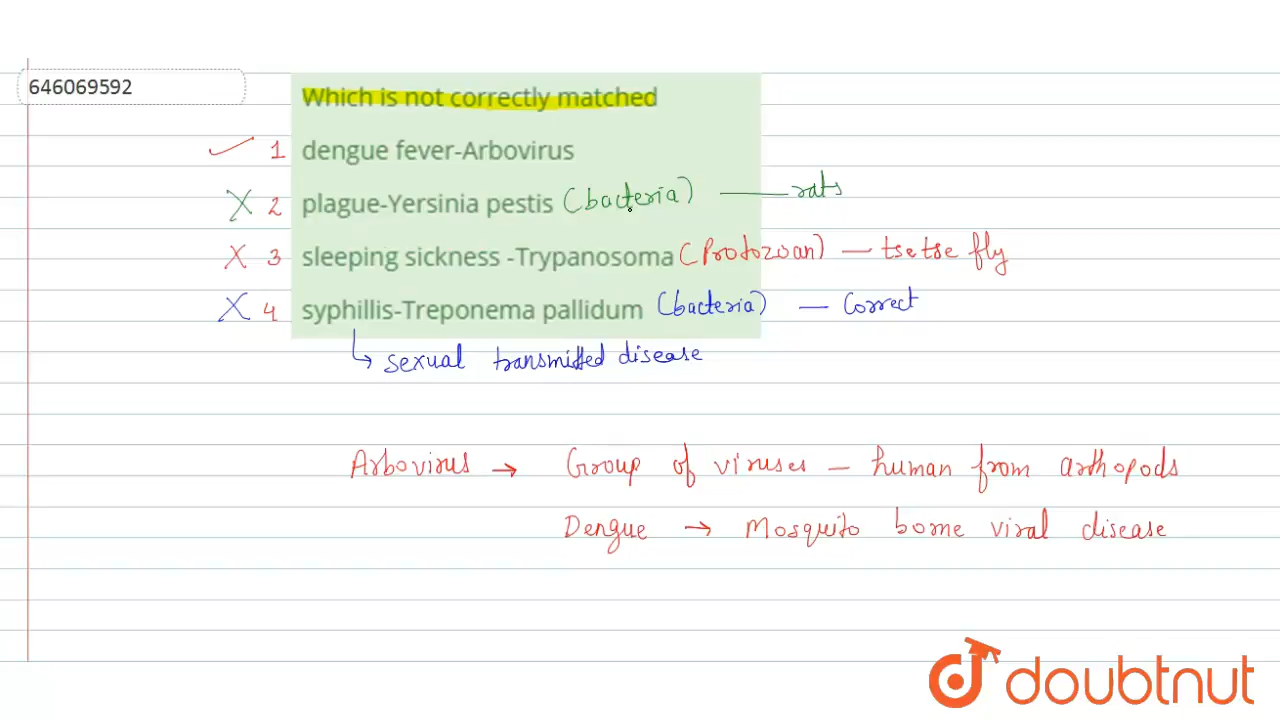 646069592
Which is not correctly matched
✓ 1 dengue fever-Arbovirus
X 2 plague-Yersinia pestis (bacteria) — rats
X 3 sleeping sickness -Trypanosoma (Protozoan) — tsetse fly
X 4 syphillis-Treponema pallidum (bacteria) — Correct
↳ sexual transmitted disease
Arbovirus → Group of viruses – human from arthopods
Dengue → Mosquito borne viral disease
doubtnut